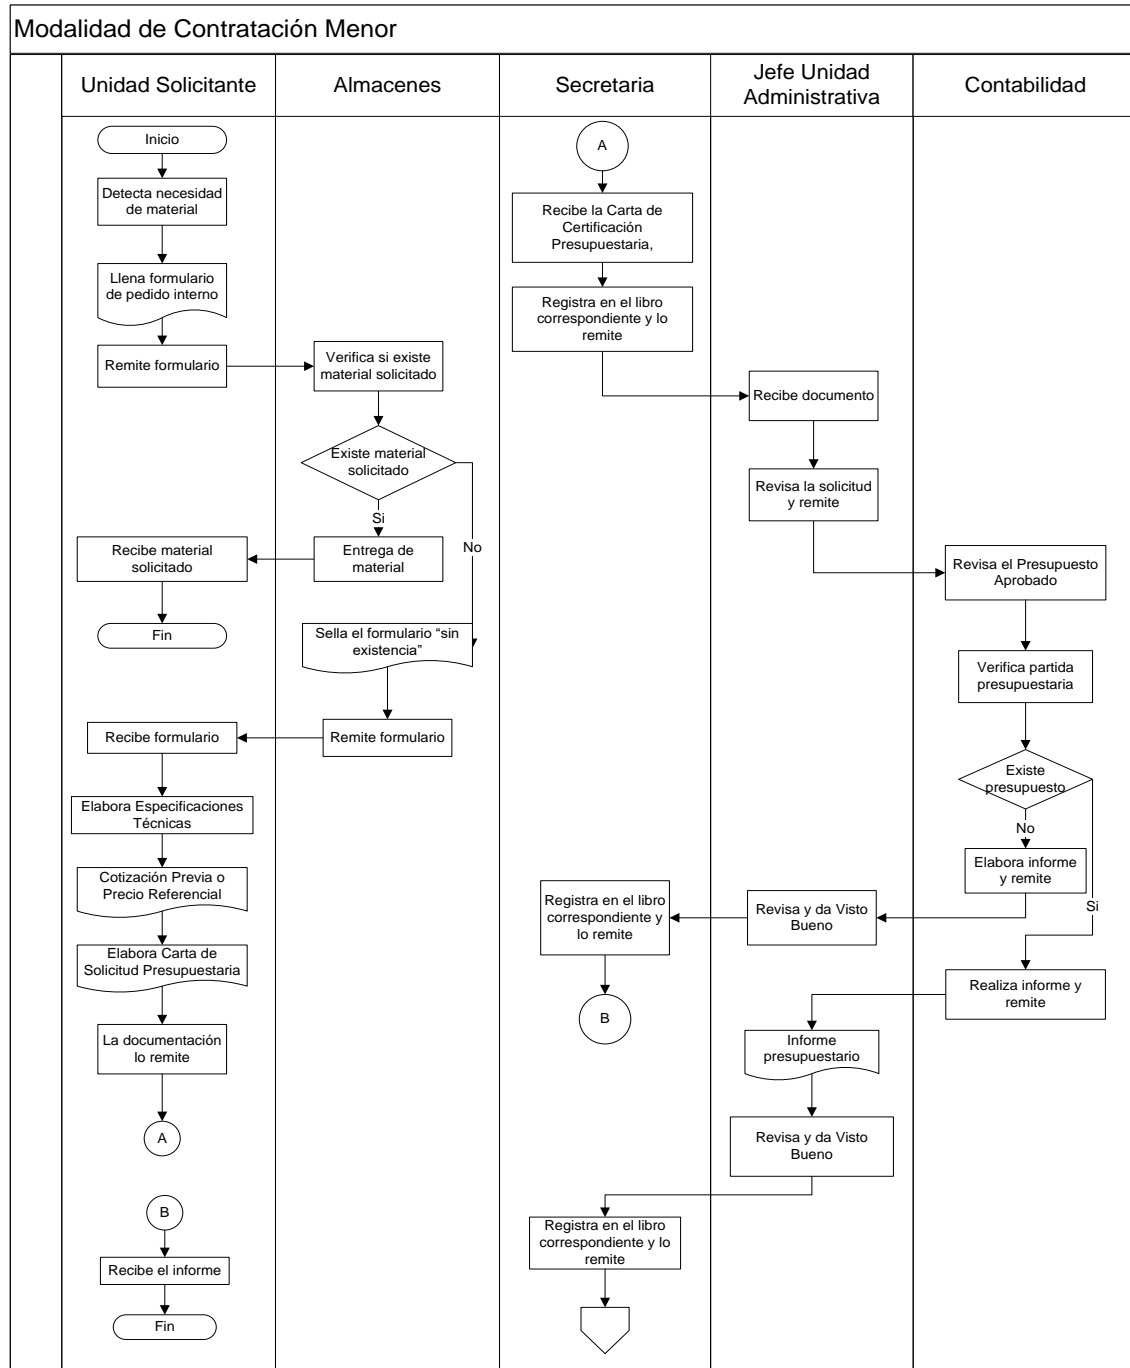 Modalidad de Contratación Menor
Unidad Solicitante
Almacenes
Secretaria
Jefe Unidad
Administrativa
Contabilidad
Inicio
Detecta necesidad
de material
Llena formulario
de pedido interno
Remite formulario
Verifica si existe
material solicitado
Existe material
solicitado
Si
No
Entrega de
material
Recibe material
solicitado
Fin
Sella el formulario “sin
existencia”
Remite formulario
Recibe formulario
Elabora Especificaciones
Técnicas
Cotización Previa o
Precio Referencial
Elabora Carta de
Solicitud Presupuestaria
La documentación
lo remite
A
B
Recibe el informe
Fin
A
Recibe la Carta de
Certificación
Presupuestaria,
Registra en el libro
correspondiente y lo
remite
Recibe documento
Revisa la solicitud
y remite
Revisa el Presupuesto
Aprobado
Verifica partida
presupuestaria
Existe
presupuesto
No
Si
Elabora informe
y remite
Revisa y da Visto
Bueno
Registra en el libro
correspondiente y
lo remite
B
Realiza informe y
remite
Informe
presupuestario
Revisa y da Visto
Bueno
Registra en el libro
correspondiente y lo
remite